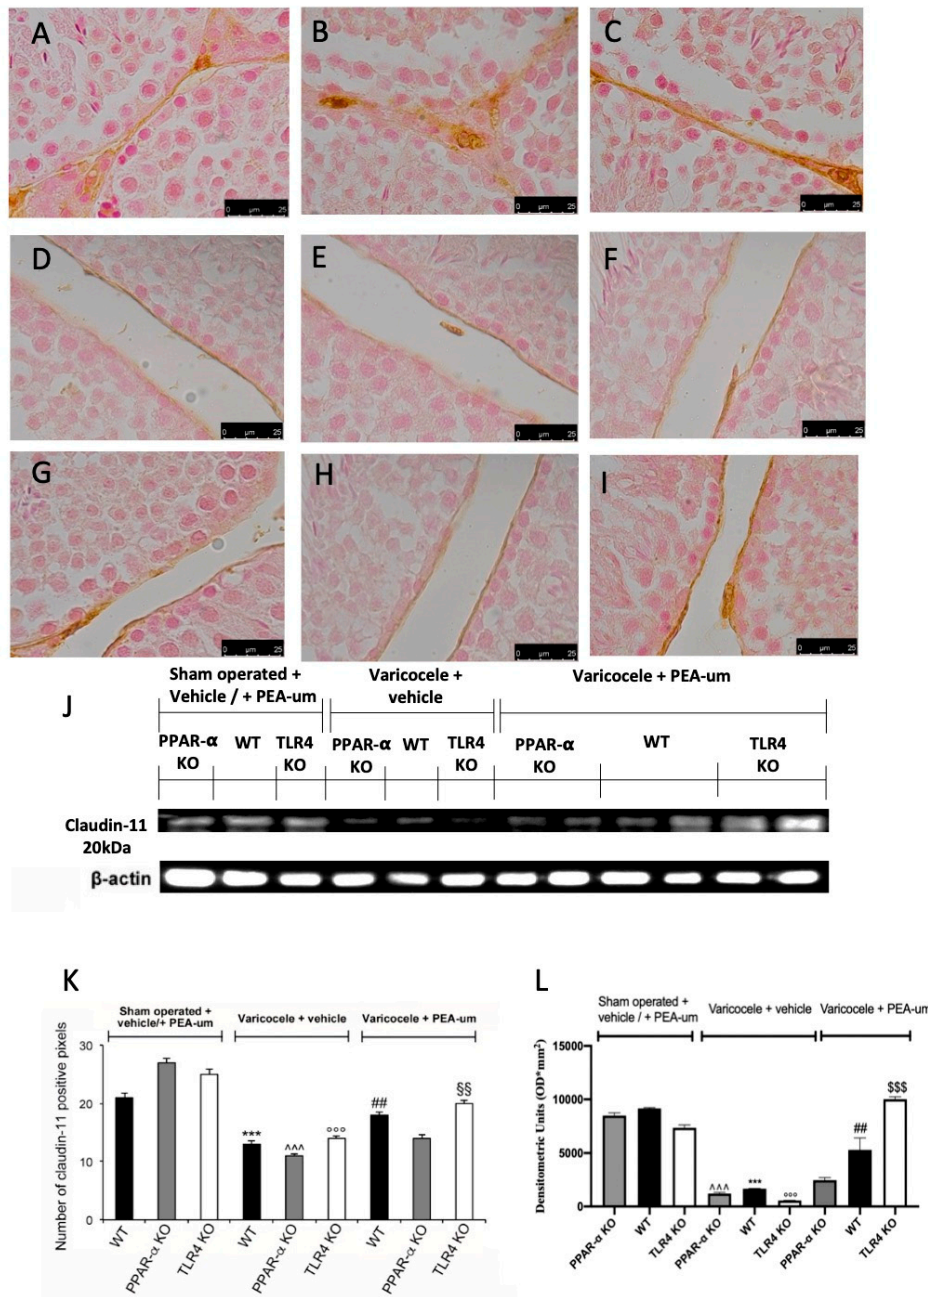 A
B
C
0 µm 25
0 µm 25
0 µm 25
D
E
F
0 µm 25
0 µm 25
0 µm 25
G
H
I
0 µm 25
0 µm 25
0 µm 25
J
Sham operated +
Vehicle / + PEA-um
Varicocele +
vehicle
Varicocele + PEA-um
PPAR-α
KO
WT
TLR4
KO
PPAR-α
KO
WT
TLR4
KO
PPAR-α
KO
WT
TLR4
KO
Claudin-11
20kDa
β-actin
K
Number of claudin-11 positive pixels
Sham operated +
vehicle/+ PEA-um
Varicocele + vehicle
Varicocele + PEA-um
30
20
10
0
***
^^^
°°°
##
§§
WT
PPAR-α KO
TLR4 KO
WT
PPAR-α KO
TLR4 KO
WT
PPAR-α KO
TLR4 KO
L
Densitometric Units (OD*mm²)
Sham operated +
vehicle / + PEA-um
Varicocele + vehicle
Varicocele + PEA-um
15000
10000
5000
0
^^^
***
°°°
##
$$$
PPAR-α KO
WT
TLR4 KO
PPAR-α KO
WT
TLR4 KO
PPAR-α KO
WT
TLR4 KO